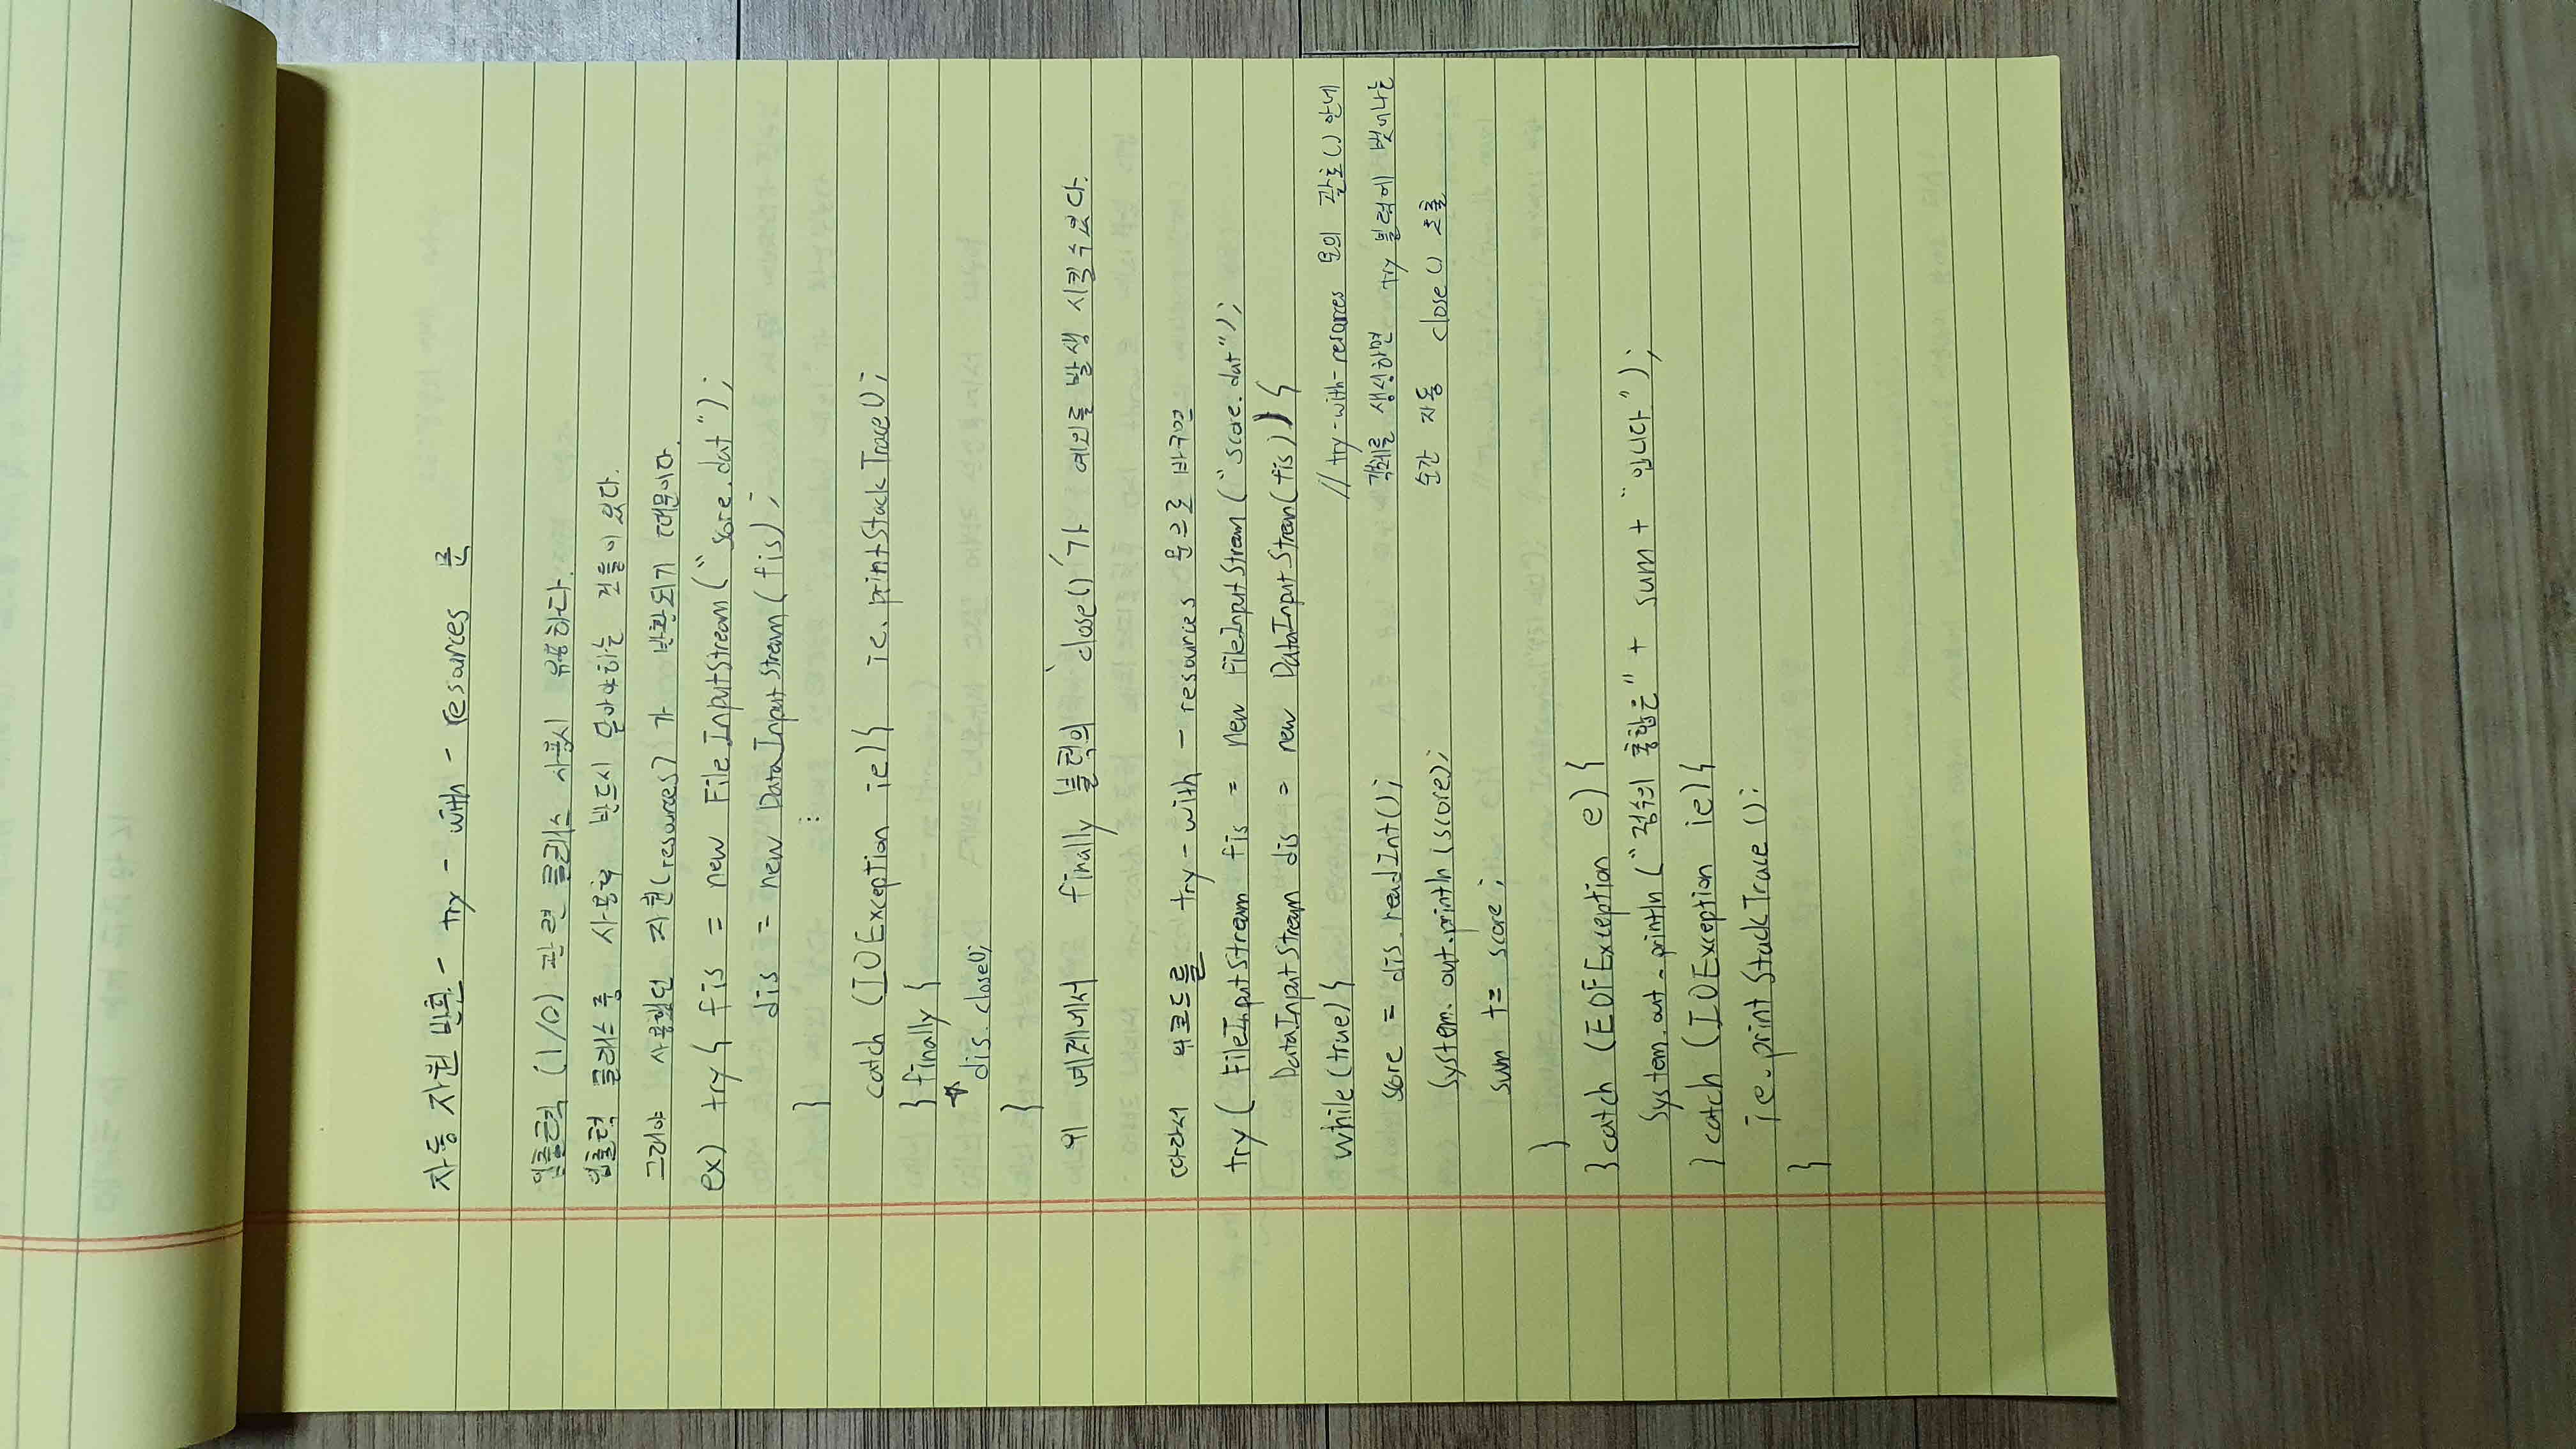 자동 자원 반환 - try - with - resources 문
입출력 (I/O) 관련 클래스 사용시 유용하다.
입출력 클래스 중 사용후 반드시 닫아야하는 것들이 있다.
그래야 사용했던 자원(resources)가 반환되기 때문이다.
ex) try{ fis = new FileInputStream("sore.dat");
dis = new DataInputStream(fis);
}
catch (IOException ie){ ie.printStackTrace();
} finally {
☆dis.close();
}
위 예제에서 finally 블럭의 'close()'가 예외를 발생 시킬수 있다.
따라서 위코드를 try-with-resources 문으로 바꾸면
try( FileInputStream fis = new FileInputStream("score.dat");
DataInputStream dis = new DataInputStream(fis)) {
while(true){ // try-with-resorces 문의 괄호() 안네
sore = dis.readInt(); 객체를 생성하면 try 블럭에 벗어나는
System.out.println(score); 순간 자동 close() 호출
sum += score;
}
}catch (EOFException e) {
System.out.println("점수의 총합은" + sum + "입니다");
}catch (IOException ie){
ie.printStackTrace();
}